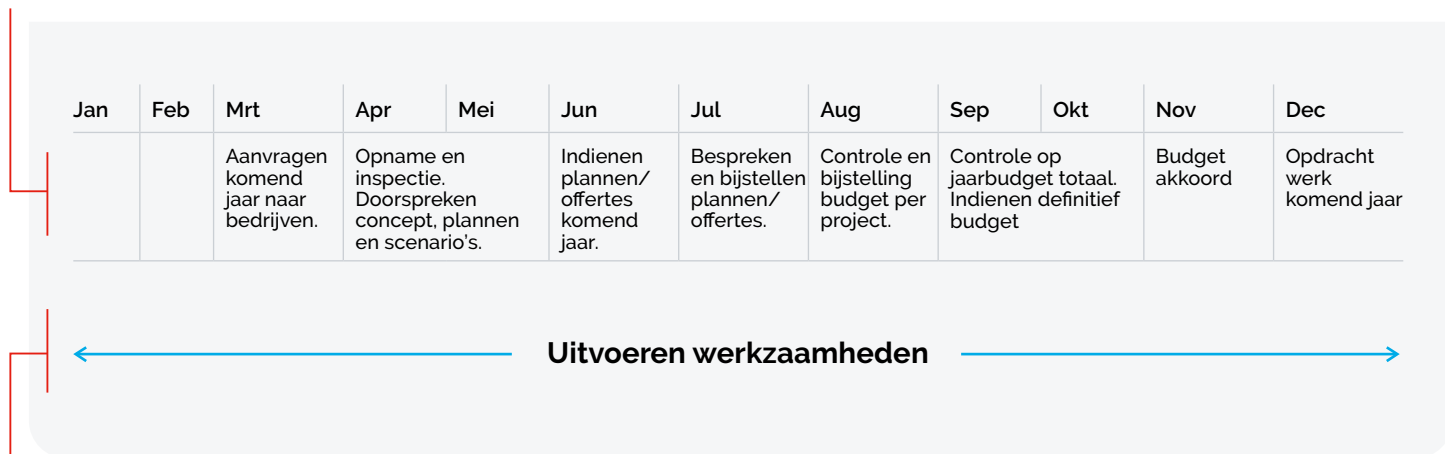 Jan Feb Mrt Apr Mei Jun Jul Aug Sep Okt Nov Dec
Aanvragen
komend
jaar naar
bedrijven.
Opname en
inspectie.
Doorspreken
concept, plannen
en scenario's.
Indienen
plannen/
offertes
komend
jaar.
Bespreken
en bijstellen
plannen/
offertes.
Controle en
bijstelling
budget per
project.
Controle op
jaarbudget totaal.
Indienen definitief
budget
Budget
akkoord
Opdracht
werk
komend jaar
Uitvoeren werkzaamheden